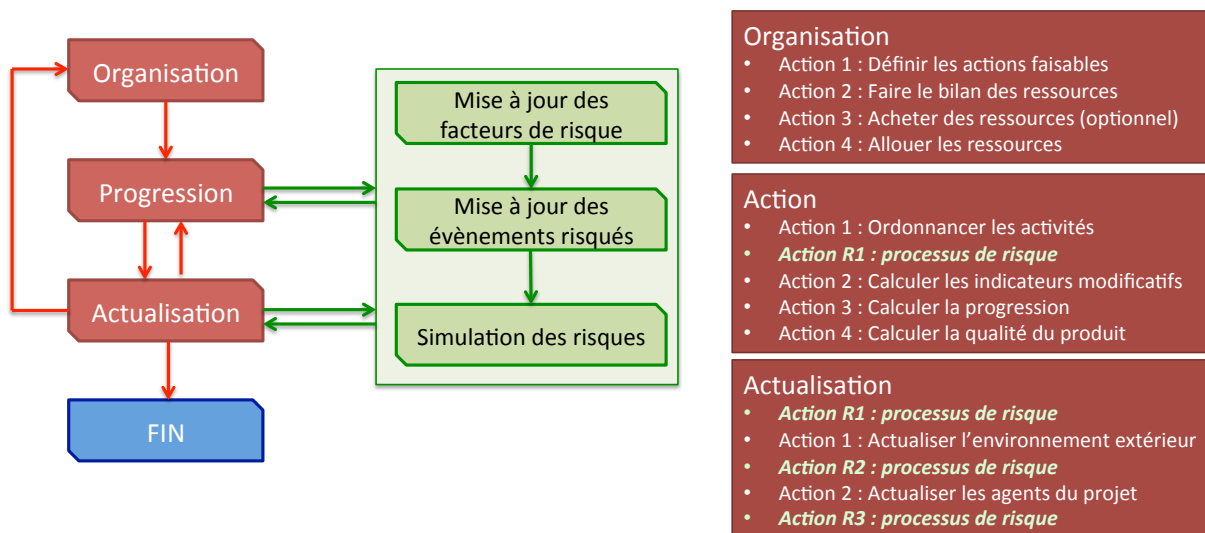 Organisation
Progression
Actualisation
FIN
Mise à jour des
facteurs de risque
Mise à jour des
évènements risqués
Simulation des risques
Organisation
• Action 1 : Définir les actions faisables
• Action 2 : Faire le bilan des ressources
• Action 3 : Acheter des ressources (optionnel)
• Action 4 : Allouer les ressources
Action
• Action 1 : Ordonnancer les activités
• Action R1 : processus de risque
• Action 2 : Calculer les indicateurs modificatifs
• Action 3 : Calculer la progression
• Action 4 : Calculer la qualité du produit
Actualisation
• Action R1 : processus de risque
• Action 1 : Actualiser l’environnement extérieur
• Action R2 : processus de risque
• Action 2 : Actualiser les agents du projet
• Action R3 : processus de risque